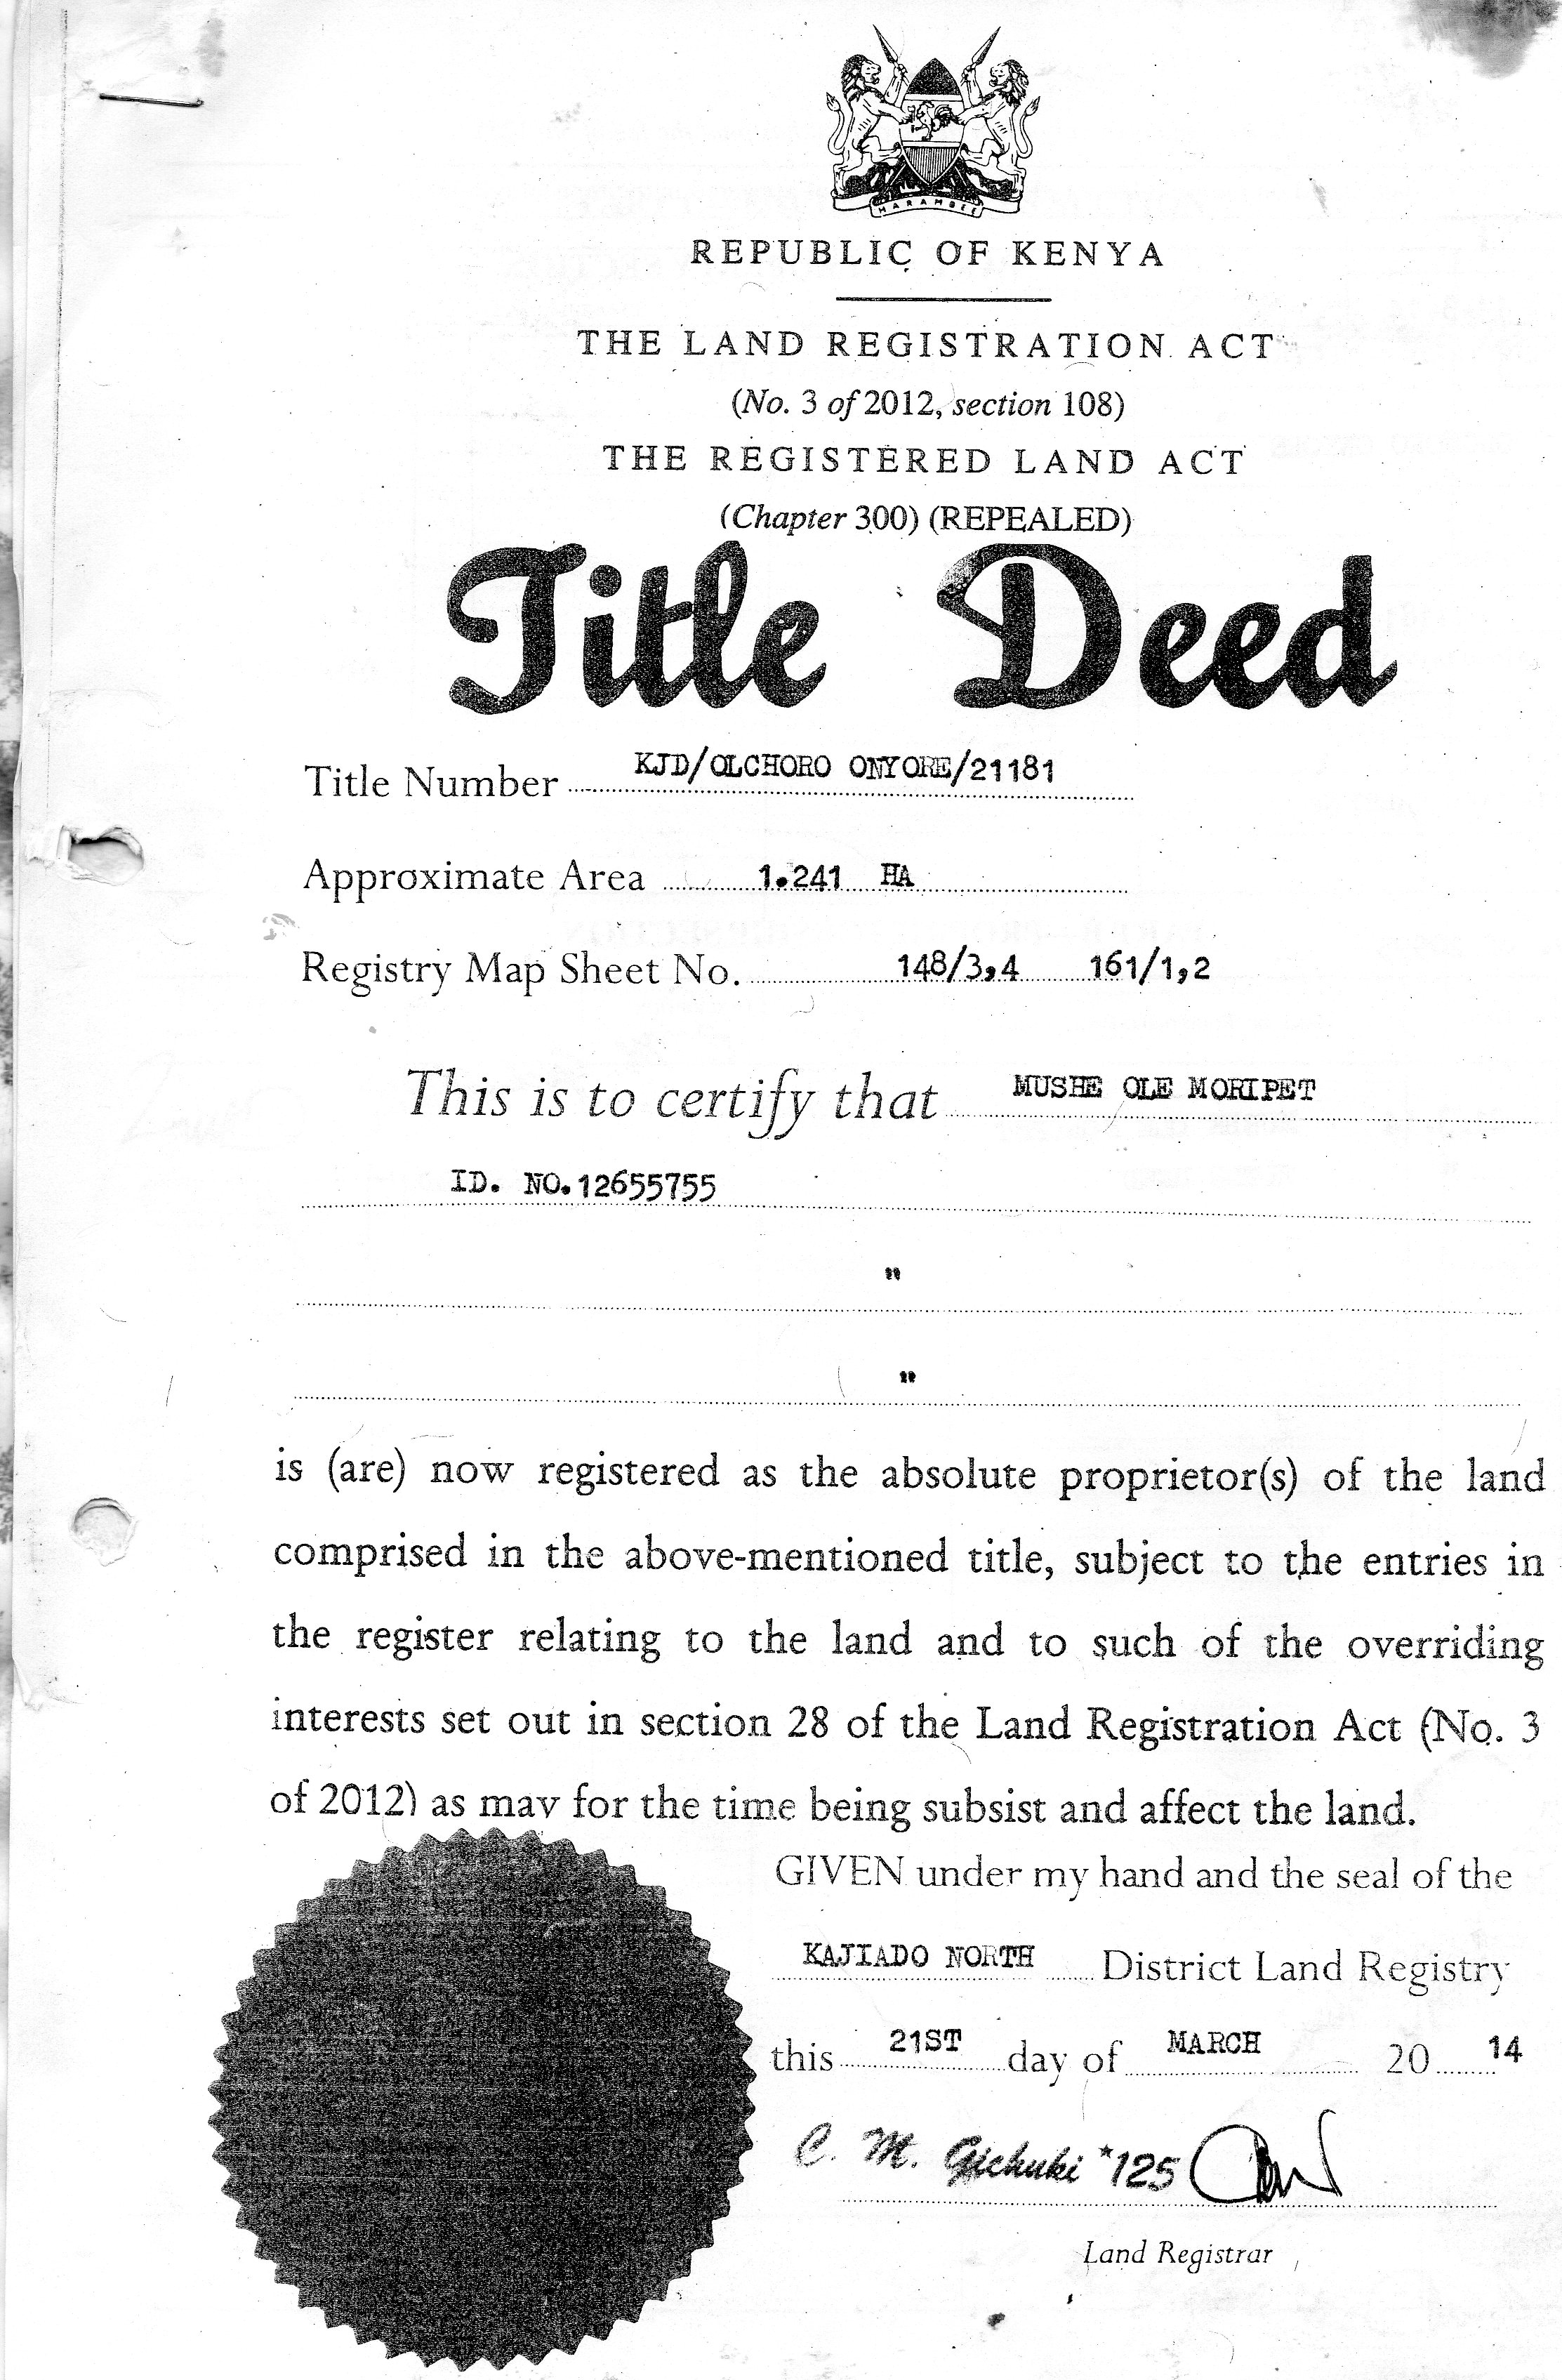 HARAMBEE
REPUBLIC OF KENYA
THE LAND REGISTRATION ACT
(No. 3 of 2012, section 108)
THE REGISTERED LAND ACT
(Chapter 300) (REPEALED)
Title Deed
Title Number KJD/OLCHORO ONYORE/21181
Approximate Area 1.241 HA
Registry Map Sheet No. 148/3,4 161/1,2
This is to certify that MUSHE OLE MORIPET
ID. NO.12655755
"
"
is (are) now registered as the absolute proprietor(s) of the land
comprised in the above-mentioned title, subject to the entries in
the register relating to the land and to such of the overriding
interests set out in section 28 of the Land Registration Act (No. 3
of 2012) as may for the time being subsist and affect the land.
GIVEN under my hand and the seal of the
KAJIADO NORTH District Land Registry
this 21ST day of MARCH 20 14
C. M. Gichuki *125
Land Registrar